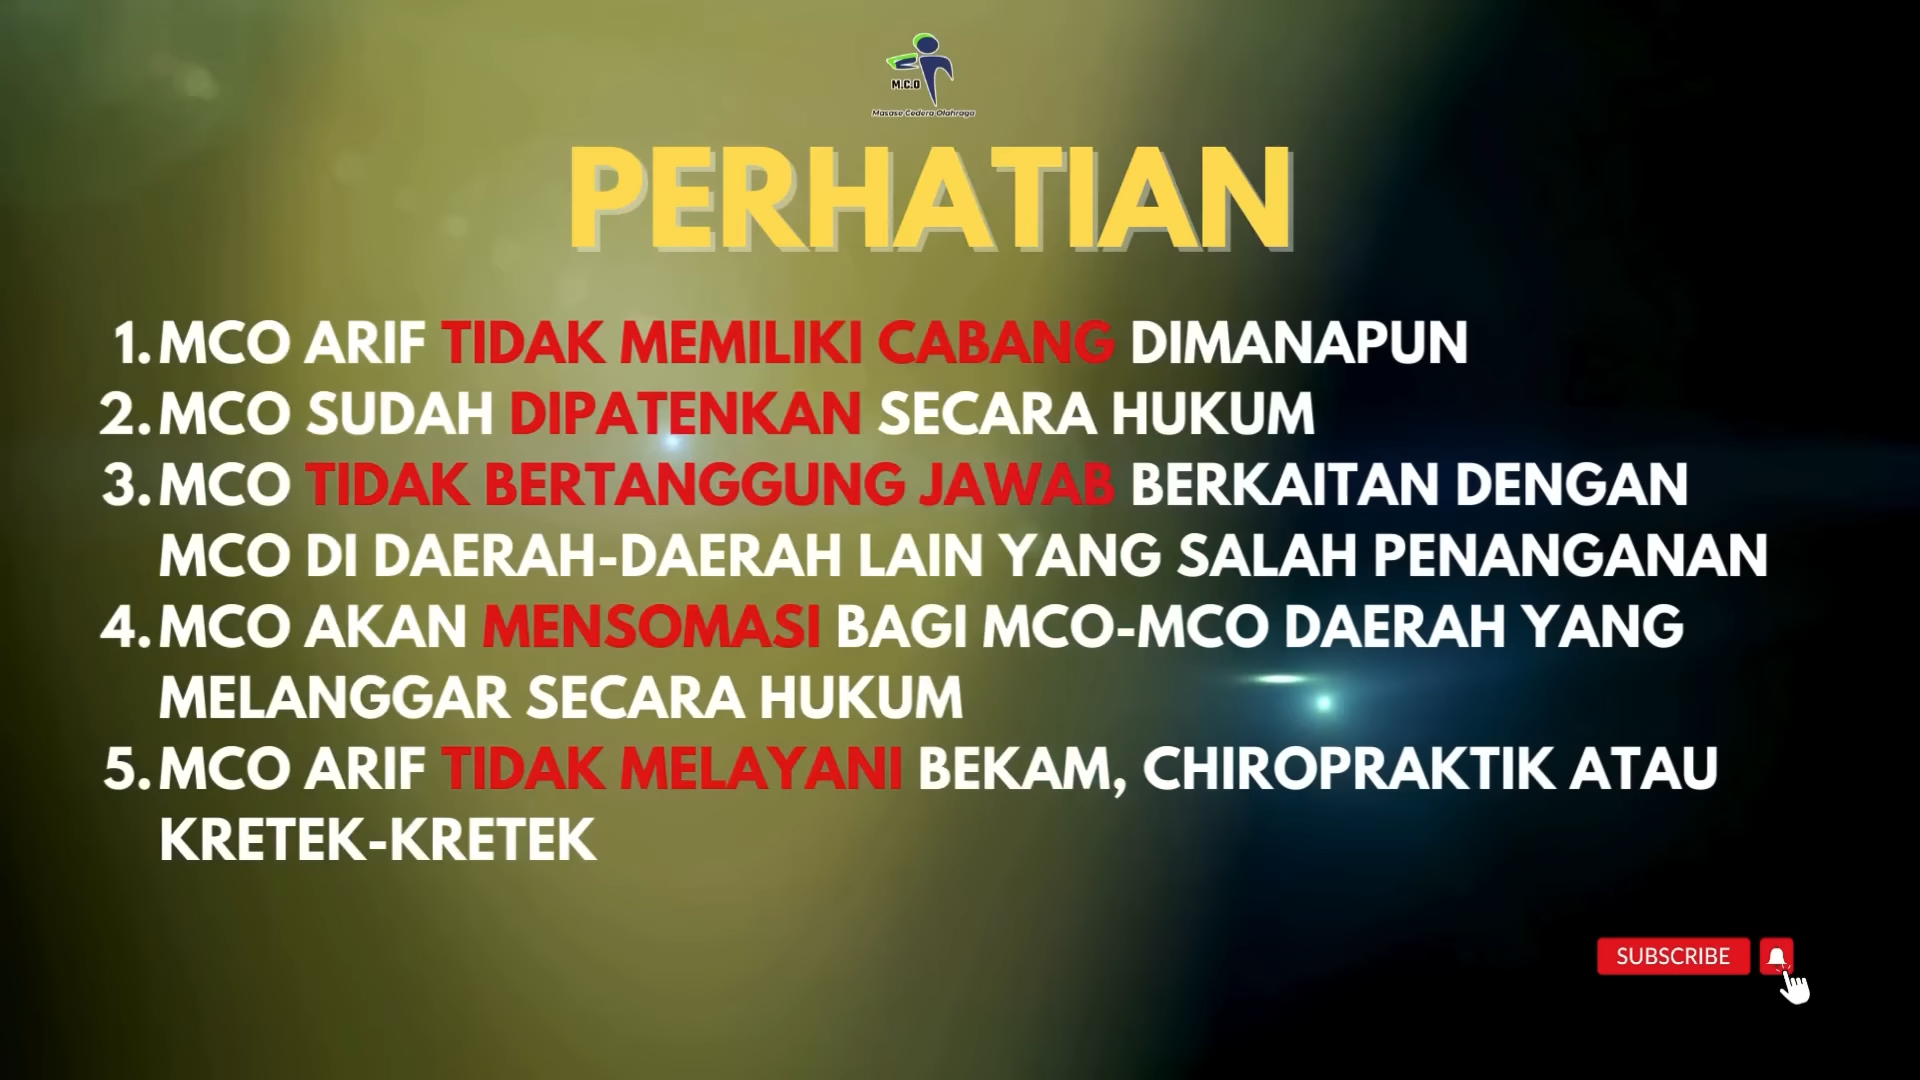 M.C.O
Masase Cedera Olahraga
PERHATIAN
1. MCO ARIF TIDAK MEMILIKI CABANG DIMANAPUN
2. MCO SUDAH DIPATENKAN SECARA HUKUM
3. MCO TIDAK BERTANGGUNG JAWAB BERKAITAN DENGAN
MCO DI DAERAH-DAERAH LAIN YANG SALAH PENANGANAN
4. MCO AKAN MENSOMASI BAGI MCO-MCO DAERAH YANG
MELANGGAR SECARA HUKUM
5. MCO ARIF TIDAK MELAYANI BEKAM, CHIROPRAKTIK ATAU
KRETEK-KRETEK
SUBSCRIBE